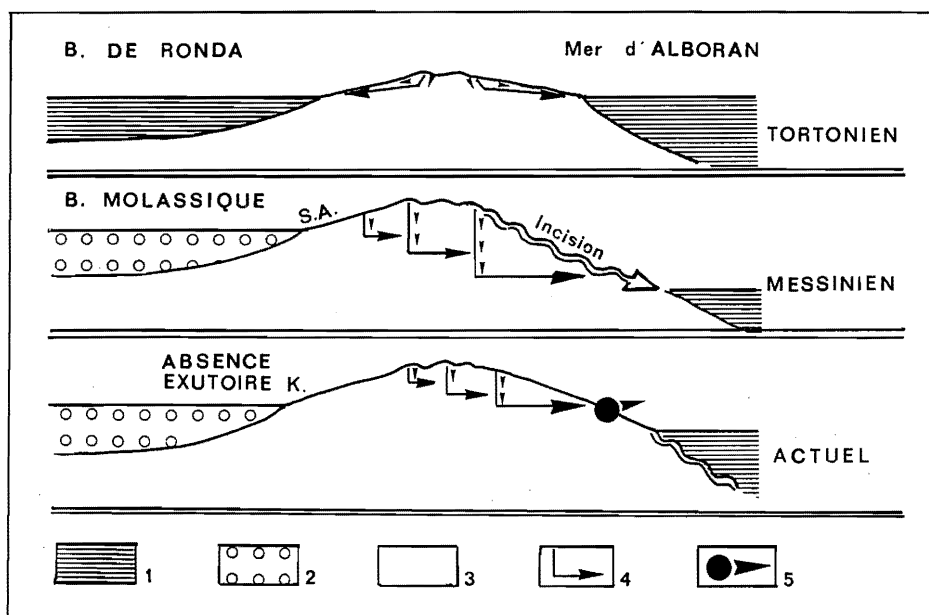 B. DE RONDA
Mer d'ALBORAN
TORTONIEN
B. MOLASSIQUE
S.A.
Incision
MESSINIEN
ABSENCE
EXUTOIRE K.
ACTUEL
1
2
3
4
5